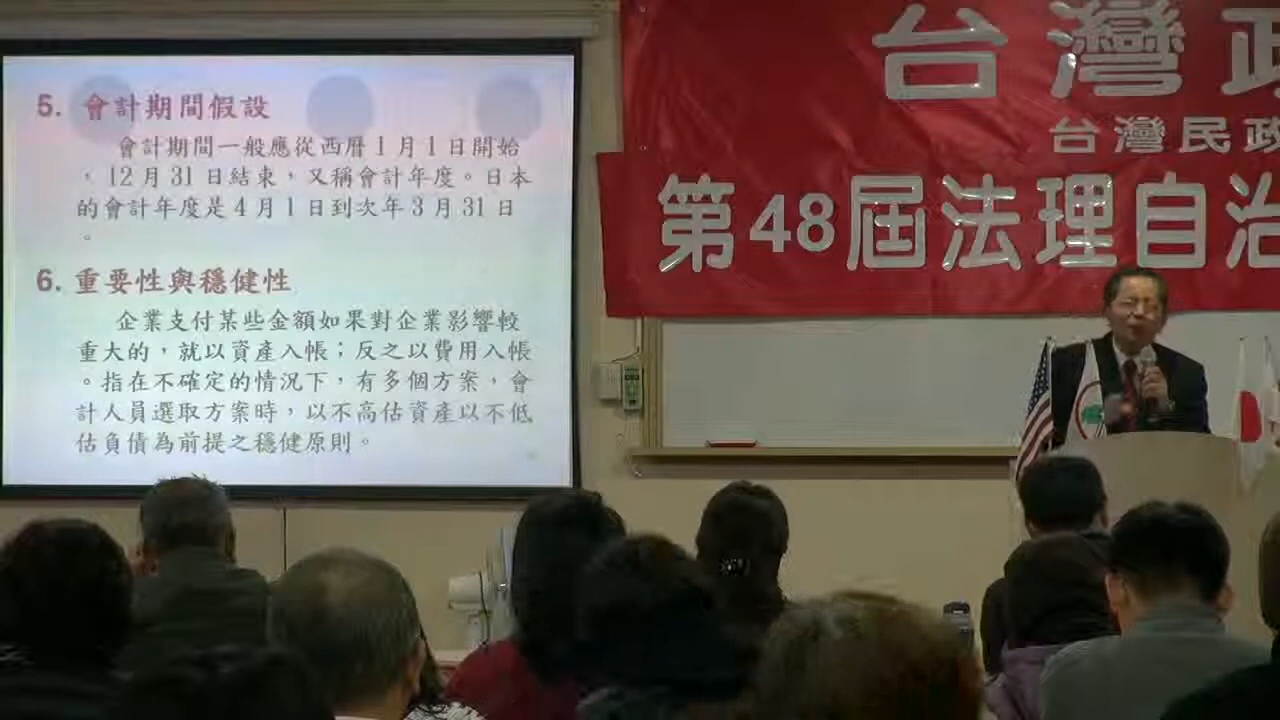 5. 會計期間假設
會計期間一般應從西曆1月1日開始
，12月31日結束，又稱會計年度。日本
的會計年度是4月1日到次年3月31日
。
6. 重要性與穩健性
企業支付某些金額如果對企業影響較
重大的，就以資產入帳；反之以費用入帳
。指在不確定的情況下，有多個方案，會
計人員選取方案時，以不高估資產以不低
估負債為前提之穩健原則。
台灣政
台灣民政
第48屆法理自治